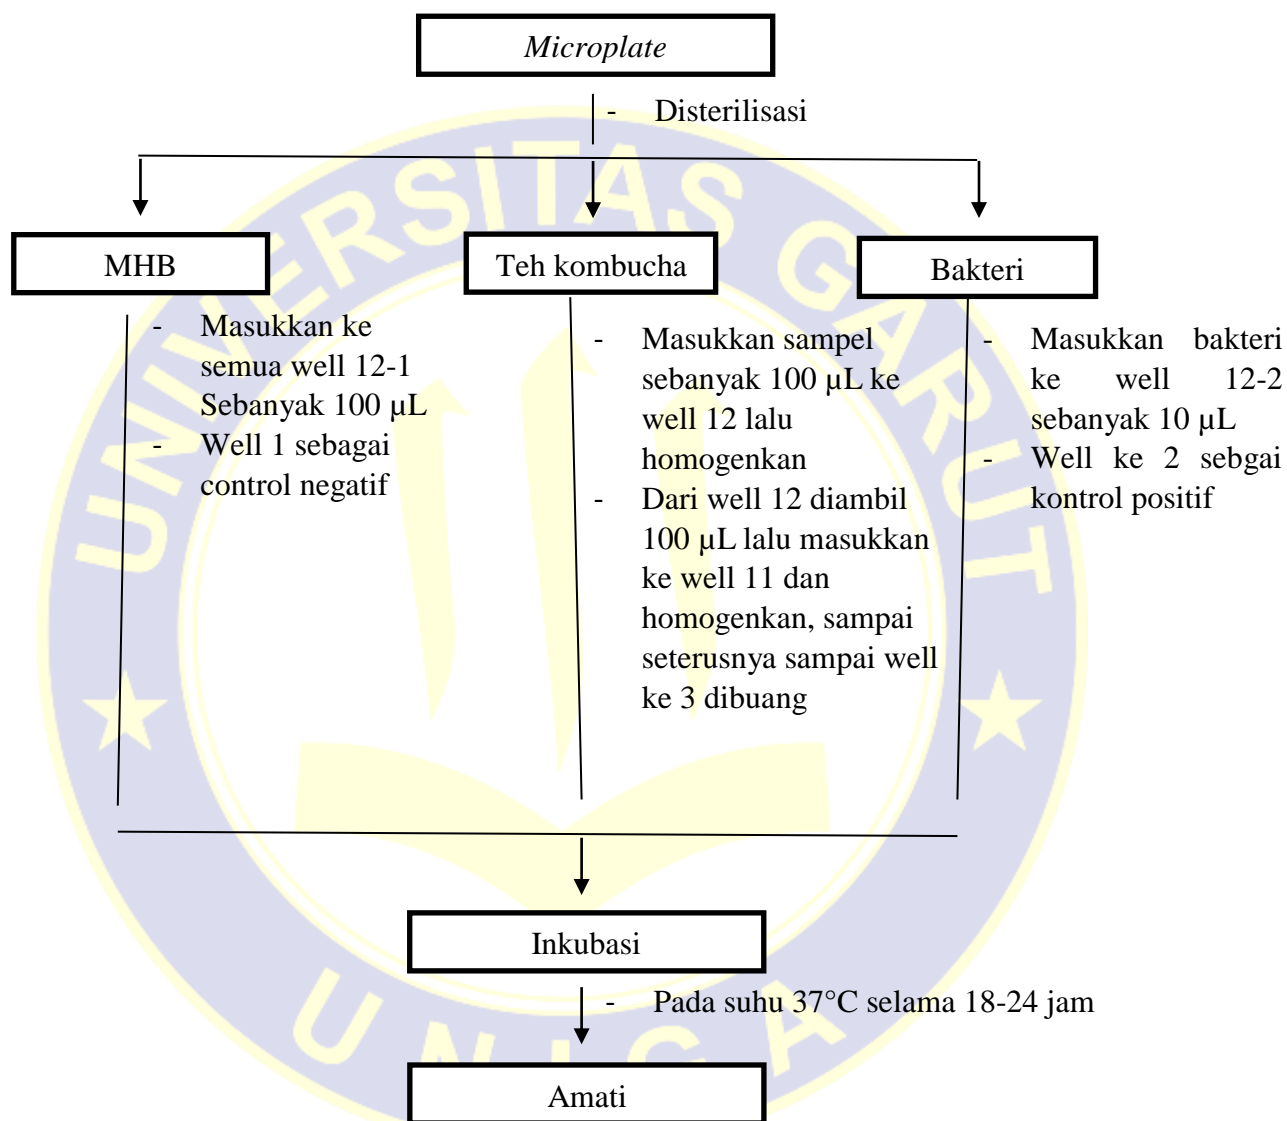 Microplate
- Disterilisasi
MHB
- Masukkan ke
semua well 12-1
Sebanyak 100 µL
- Well 1 sebagai
control negatif
Teh kombucha
- Masukkan sampel
sebanyak 100 µL ke
well 12 lalu
homogenkan
- Dari well 12 diambil
100 µL lalu masukkan
ke well 11 dan
homogenkan, sampai
seterusnya sampai well
ke 3 dibuang
Bakteri
- Masukkan bakteri
ke well 12-2
sebanyak 10 µL
- Well ke 2 sebgai
kontrol positif
Inkubasi
- Pada suhu 37°C selama 18-24 jam
Amati
UNIVERSITAS GARUT
UNIGA